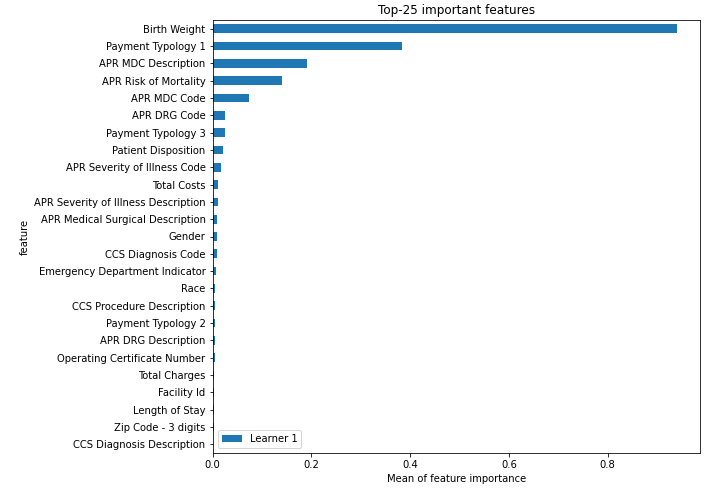 Top-25 important features
Birth Weight
Payment Typology 1
APR MDC Description
APR Risk of Mortality
APR MDC Code
APR DRG Code
Payment Typology 3
Patient Disposition
APR Severity of Illness Code
Total Costs
APR Severity of Illness Description
APR Medical Surgical Description
Gender
CCS Diagnosis Code
Emergency Department Indicator
Race
CCS Procedure Description
Payment Typology 2
APR DRG Description
Operating Certificate Number
Total Charges
Facility Id
Length of Stay
Zip Code - 3 digits
CCS Diagnosis Description
feature
Learner 1
0.0 0.2 0.4 0.6 0.8
Mean of feature importance